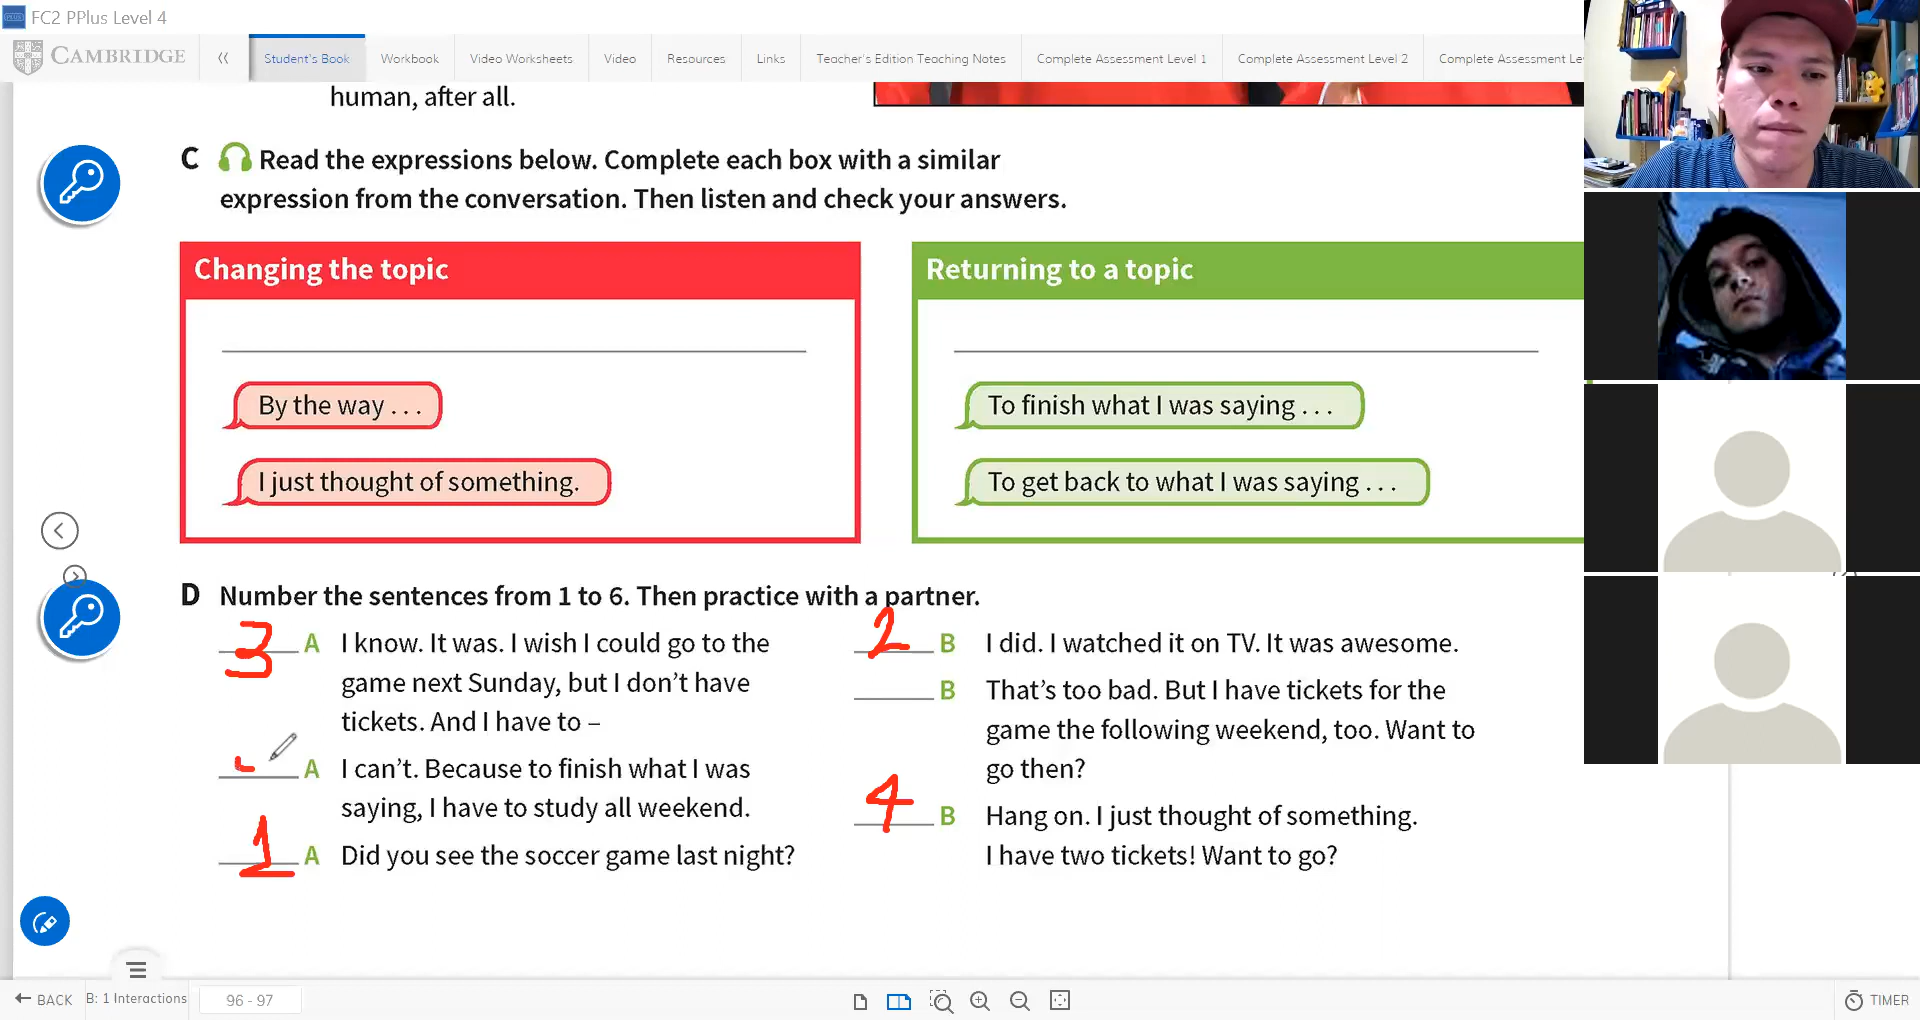 FC2 PPlus Level 4
CAMBRIDGE
Student's Book
Workbook
Video Worksheets
Video
Resources
Links
Teacher's Edition Teaching Notes
Complete Assessment Level 1
Complete Assessment Level 2
Complete Assessment Le
human, after all.
C Read the expressions below. Complete each box with a similar
expression from the conversation. Then listen and check your answers.
Changing the topic
By the way . . .
I just thought of something.
Returning to a topic
To finish what I was saying . . .
To get back to what I was saying . . .
D Number the sentences from 1 to 6. Then practice with a partner.
3 A I know. It was. I wish I could go to the
game next Sunday, but I don't have
tickets. And I have to –
A I can't. Because to finish what I was
saying, I have to study all weekend.
1 A Did you see the soccer game last night?
2 B I did. I watched it on TV. It was awesome.
B That's too bad. But I have tickets for the
game the following weekend, too. Want to
go then?
4 B Hang on. I just thought of something.
I have two tickets! Want to go?
BACK
B: 1 Interactions
96 - 97
TIMER